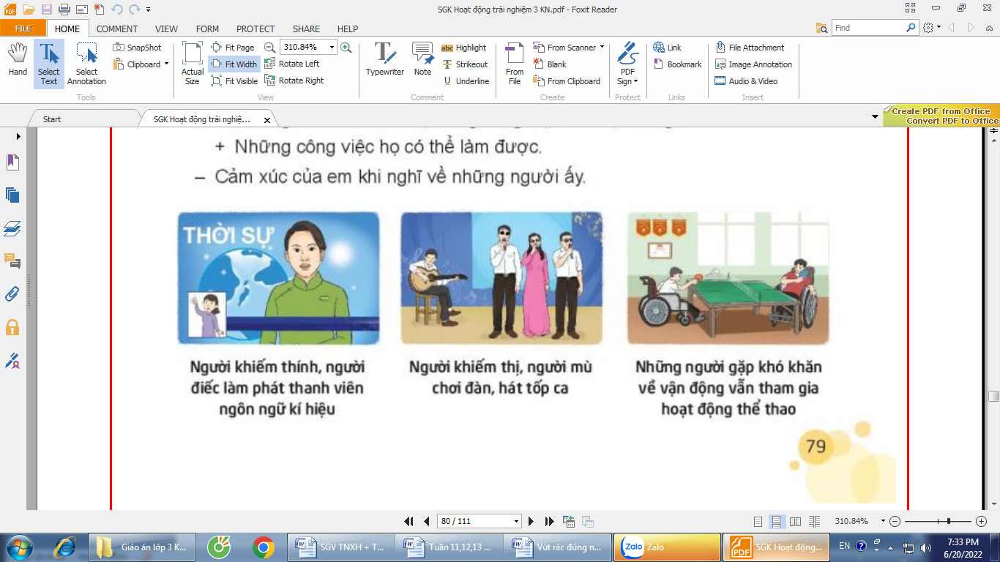 SGK Hoạt động trải nghiệm 3 KN.pdf - Foxit Reader
FILE HOME COMMENT VIEW FORM PROTECT SHARE HELP
Find
Hand
Select Text
Select Annotation
SnapShot
Clipboard
Tools
Actual Size
Fit Page
Fit Width
Fit Visible
310.84%
Rotate Left
Rotate Right
View
Typewriter
Note
Highlight
Strikeout
Underline
Comment
From File
From Scanner
Blank
From Clipboard
Create
PDF Sign
Protect
Link
Bookmark
Links
File Attachment
Image Annotation
Audio & Video
Insert
Start
SGK Hoạt động trải nghiệ...
Create PDF from Office
Convert PDF to Office
+ Những công việc họ có thể làm được.
– Cảm xúc của em khi nghĩ về những người ấy.
THỜI SỰ
Người khiếm thính, người
điếc làm phát thanh viên
ngôn ngữ kí hiệu
Người khiếm thị, người mù
chơi đàn, hát tốp ca
Những người gặp khó khăn
về vận động vẫn tham gia
hoạt động thể thao
79
80 / 111
310.84%
Giáo án lớp 3 K...
SGV TNXH + T...
Tuần 11,12,13 ...
Vứt rác đúng n...
Zalo
SGK Hoạt động...
EN
7:33 PM
6/20/2022